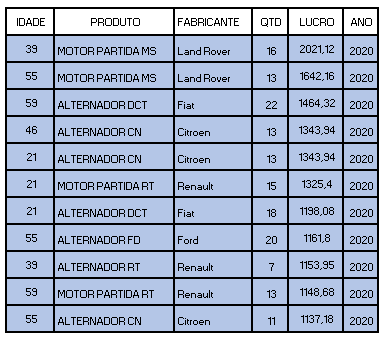 IDADE PRODUTO FABRICANTE QTD LUCRO ANO
39 MOTOR PARTIDA MS Land Rover 16 2021,12 2020
55 MOTOR PARTIDA MS Land Rover 13 1642,16 2020
59 ALTERNADOR DCT Fiat 22 1464,32 2020
46 ALTERNADOR CN Citroen 13 1343,94 2020
21 ALTERNADOR CN Citroen 13 1343,94 2020
21 MOTOR PARTIDA RT Renault 15 1325,4 2020
21 ALTERNADOR DCT Fiat 18 1198,08 2020
55 ALTERNADOR FD Ford 20 1161,8 2020
39 ALTERNADOR RT Renault 7 1153,95 2020
59 MOTOR PARTIDA RT Renault 13 1148,68 2020
55 ALTERNADOR CN Citroen 11 1137,18 2020